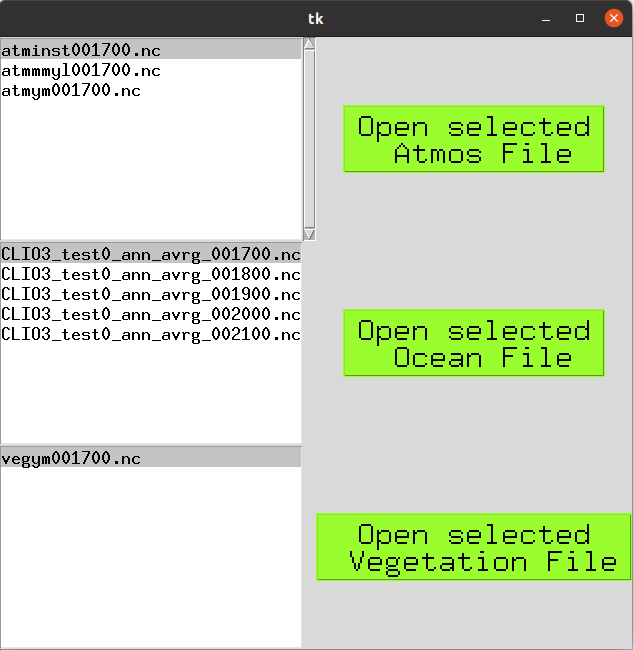 tk
atminst001700.nc
atmmmyl001700.nc
atmym001700.nc
Open selected
Atmos File
CLIO3_test0_ann_avrg_001700.nc
CLIO3_test0_ann_avrg_001800.nc
CLIO3_test0_ann_avrg_001900.nc
CLIO3_test0_ann_avrg_002000.nc
CLIO3_test0_ann_avrg_002100.nc
Open selected
Ocean File
vegym001700.nc
Open selected
Vegetation File